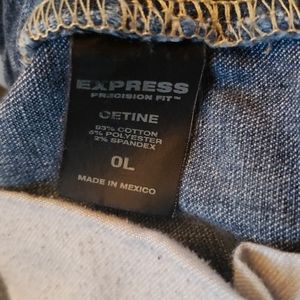 EXPRESS
PRECISION FIT™
CETINE
93% COTTON
5% POLYESTER
2% SPANDEX
0L
MADE IN MEXICO